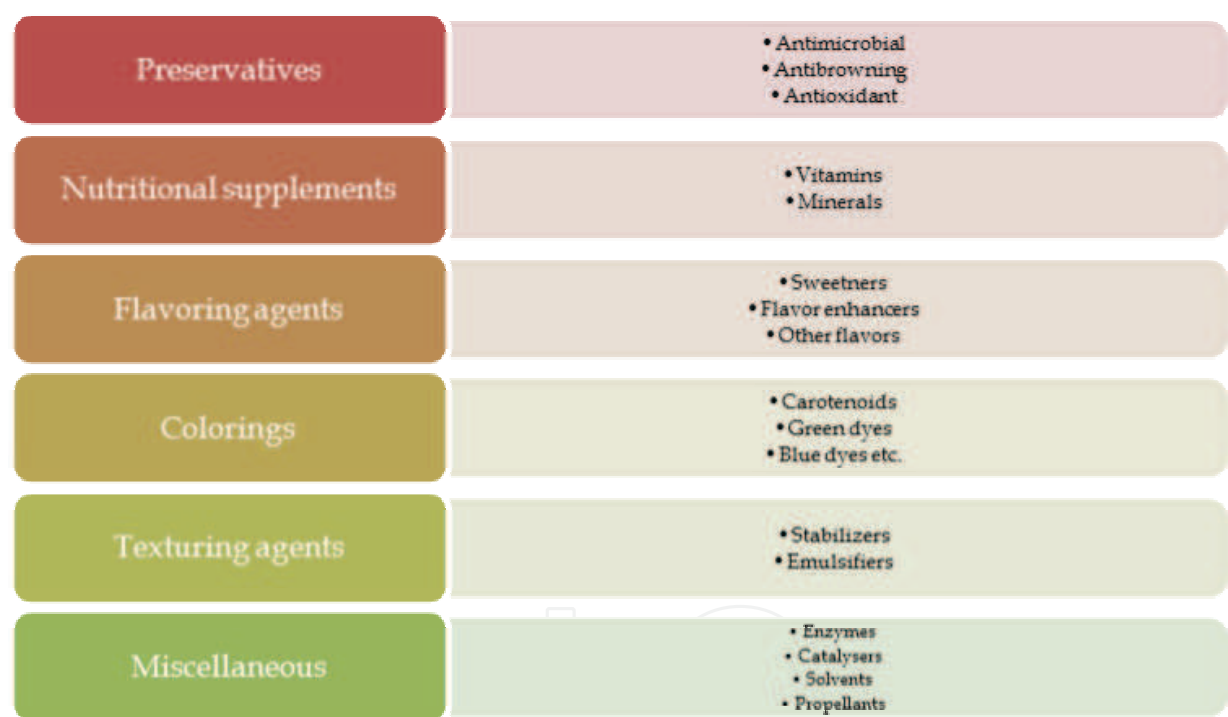 Preservatives
• Antimicrobial
• Antibrowning
• Antioxidant
Nutritional supplements
• Vitamins
• Minerals
Flavoring agents
• Sweetners
• Flavor enhancers
• Other flavors
Colorings
• Carotenoids
• Green dyes
• Blue dyes etc.
Texturing agents
• Stabilizers
• Emulsifiers
Miscellaneous
• Enzymes
• Catalysers
• Solvents
• Propellants